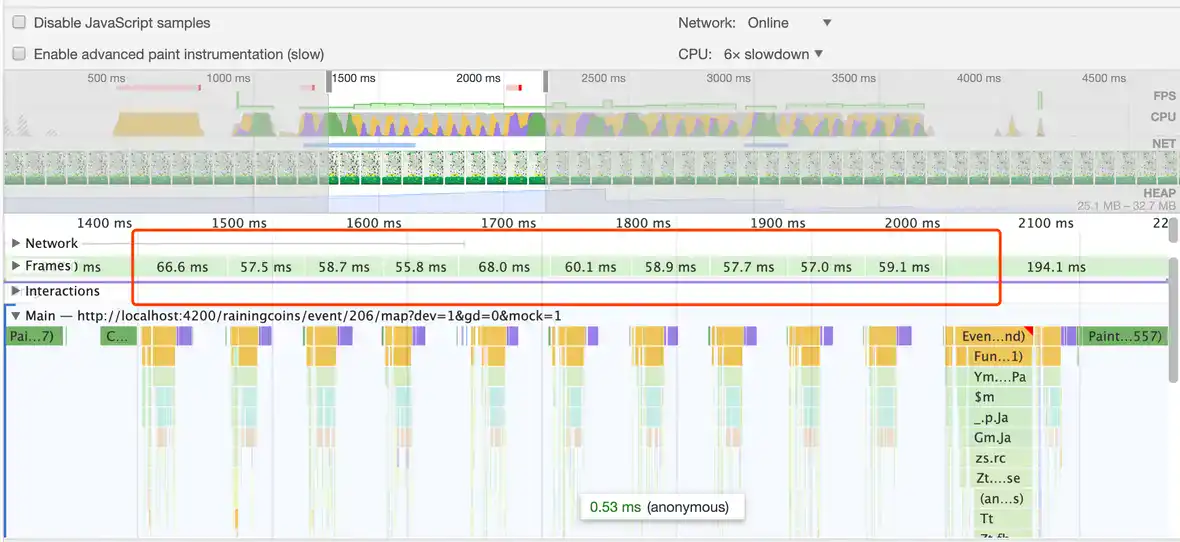 Disable JavaScript samples Network: Online
Enable advanced paint instrumentation (slow) CPU: 6× slowdown
500 ms 1000 ms 1500 ms 2000 ms 2500 ms 3000 ms 3500 ms 4000 ms 4500 ms
FPS
CPU
NET
HEAP
25.1 MB – 32.7 MB
1400 ms 1500 ms 1600 ms 1700 ms 1800 ms 1900 ms 2000 ms 2100 ms 22
Network
Frames ) ms 66.6 ms 57.5 ms 58.7 ms 55.8 ms 68.0 ms 60.1 ms 58.9 ms 57.7 ms 57.0 ms 59.1 ms 194.1 ms
Interactions
Main — http://localhost:4200/rainingcoins/event/206/map?dev=1&gd=0&mock=1
Pai...7) C... Even...nd) Paint...557)
Fun...1)
Ym....Pa
$m
_.p.Ja
Gm.Ja
zs.rc
Zt....se
(an...s)
0.53 ms (anonymous)
Tt